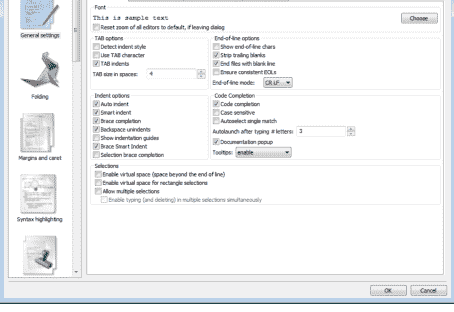 Font
This is sample text
Choose
Reset zoom of all editors to default, if leaving dialog
General settings
TAB options
Detect indent style
Use TAB character
TAB indents
TAB size in spaces: 4
End-of-line options
Show end-of-line chars
Strip trailing blanks
End files with blank line
Ensure consistent EOLs
End-of-line mode: CR LF
Folding
Indent options
Auto indent
Smart indent
Brace completion
Backspace unindents
Show indentation guides
Brace Smart Indent
Selection brace completion
Code Completion
Code completion
Case sensitive
Autoselect single match
Autolaunch after typing # letters: 3
Documentation popup
Tooltips: enable
Margins and caret
Selections
Enable virtual space (space beyond the end of line)
Enable virtual space for rectangle selections
Allow multiple selections
Enable typing (and deleting) in multiple selections simultaneously
Syntax highlighting
OK
Cancel